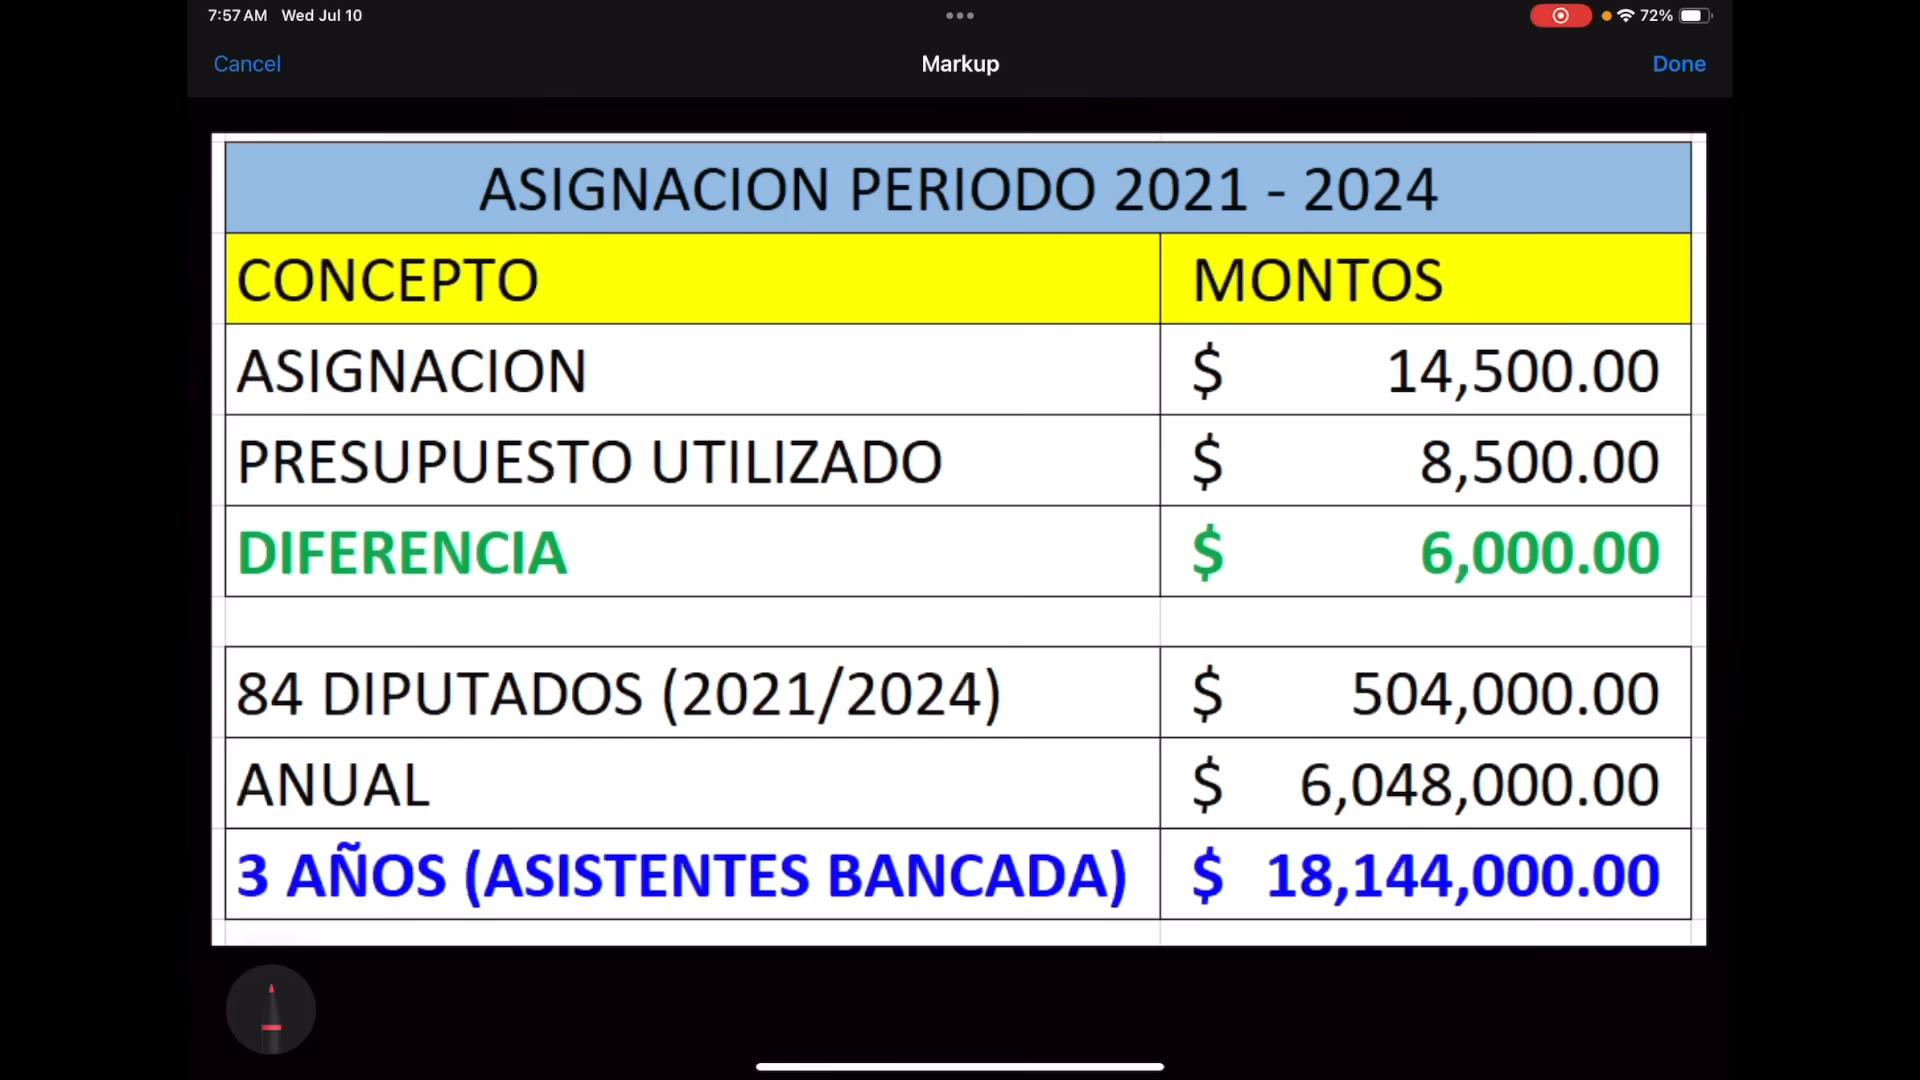 7:57 AM Wed Jul 10
72%
Cancel
Markup
Done
ASIGNACION PERIODO 2021 - 2024
CONCEPTO MONTOS
ASIGNACION $ 14,500.00
PRESUPUESTO UTILIZADO $ 8,500.00
DIFERENCIA $ 6,000.00
84 DIPUTADOS (2021/2024) $ 504,000.00
ANUAL $ 6,048,000.00
3 AÑOS (ASISTENTES BANCADA) $ 18,144,000.00